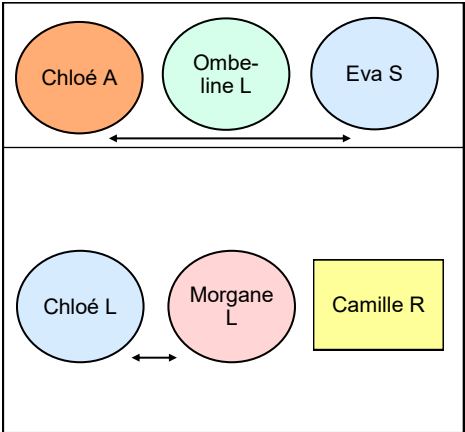 Chloé A
Ombe-
line L
Eva S
Chloé L
Morgane
L
Camille R